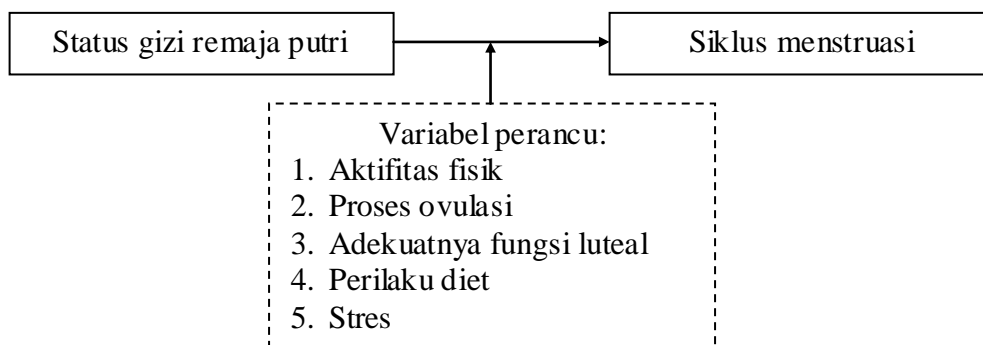 Status gizi remaja putri
Siklus menstruasi
Variabel perancu:
1. Aktifitas fisik
2. Proses ovulasi
3. Adekuatnya fungsi luteal
4. Perilaku diet
5. Stres